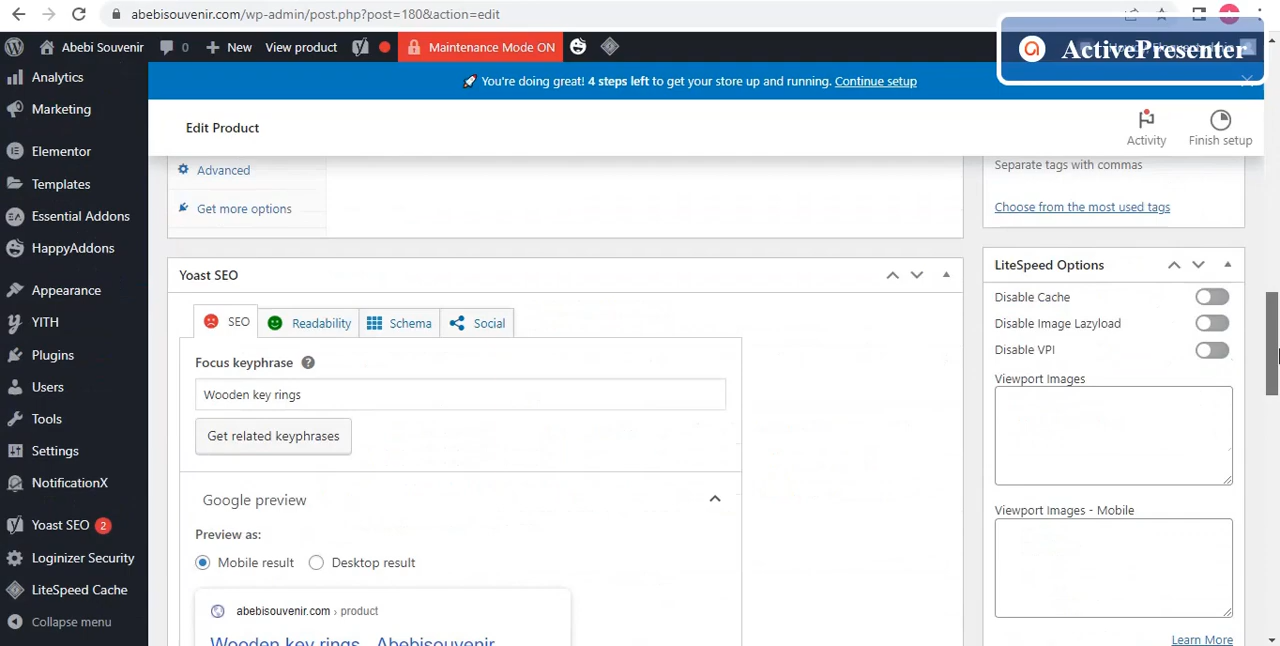 abebisouvenir.com/wp-admin/post.php?post=180&action=edit
Abebi Souvenir
0
New
View product
Maintenance Mode ON
ActivePresenter
You're doing great! 4 steps left to get your store up and running. Continue setup
Analytics
Marketing
Elementor
Templates
Essential Addons
HappyAddons
Appearance
YITH
Plugins
Users
Tools
Settings
NotificationX
Yoast SEO 2
Loginizer Security
LiteSpeed Cache
Collapse menu
Edit Product
Activity
Finish setup
Advanced
Get more options
Yoast SEO
SEO
Readability
Schema
Social
Focus keyphrase
Wooden key rings
Get related keyphrases
Google preview
Preview as:
Mobile result
Desktop result
abebisouvenir.com › product
Wooden key rings - Abebisouvenir
Separate tags with commas
Choose from the most used tags
LiteSpeed Options
Disable Cache
Disable Image Lazyload
Disable VPI
Viewport Images
Viewport Images - Mobile
Learn More